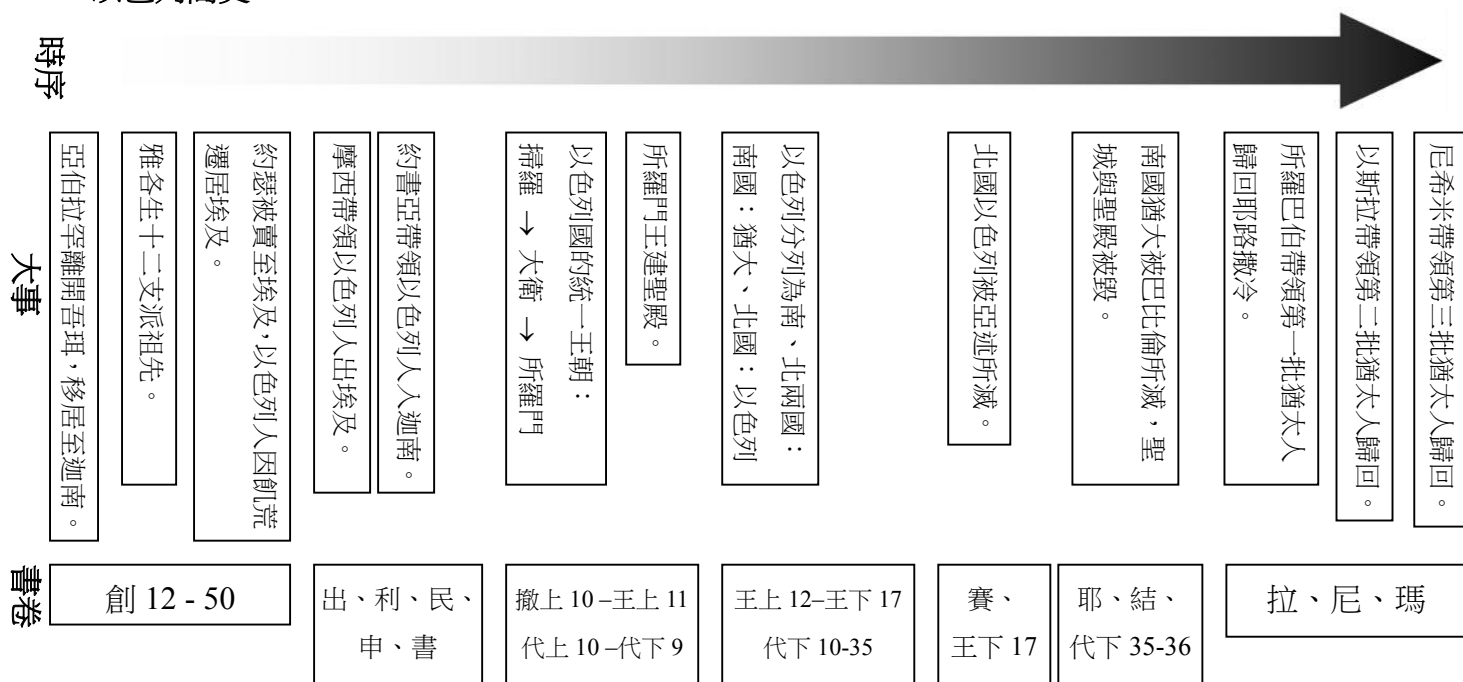 時序
大事
亞伯拉罕離開吾珥，移居至迦南。
雅各生十二支派祖先。
約瑟被賣至埃及，以色列人因飢荒
遷居埃及。
摩西帶領以色列人出埃及。
約書亞帶領以色列人入迦南。
以色列國的統一王朝：
掃羅 → 大衛 → 所羅門
所羅門王建聖殿。
以色列分列為南、北兩國：
南國：猶大、北國：以色列
北國以色列被亞述所滅。
南國猶大被巴比倫所滅，聖
城與聖殿被毀。
所羅巴伯帶領第一批猶太人
歸回耶路撒冷。
以斯拉帶領第二批猶太人歸回。
尼希米帶領第三批猶太人歸回。
書卷
創 12 - 50
出、利、民、
申、書
撤上 10 –王上 11
代上 10 –代下 9
王上 12–王下 17
代下 10-35
賽、
王下 17
耶、結、
代下 35-36
拉、尼、瑪